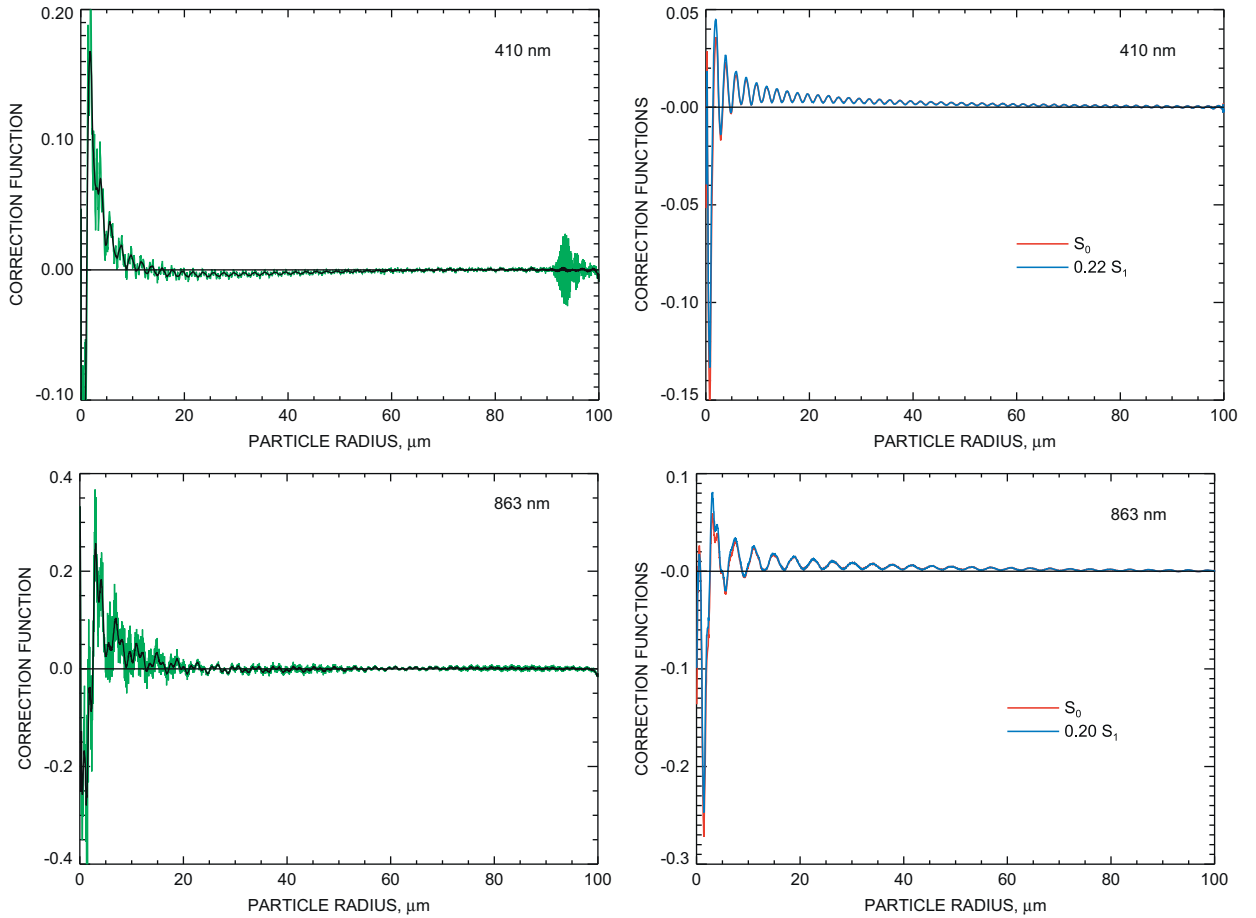 0.20
0.10
0.00
-0.10
CORRECTION FUNCTION
410 nm
0 20 40 60 80 100
PARTICLE RADIUS, μm
0.05
-0.00
-0.05
-0.10
-0.15
CORRECTION FUNCTIONS
410 nm
S₀
0.22 S₁
0 20 40 60 80 100
PARTICLE RADIUS, μm
0.4
0.2
0.0
-0.2
-0.4
CORRECTION FUNCTION
863 nm
0 20 40 60 80 100
PARTICLE RADIUS, μm
0.1
-0.0
-0.1
-0.2
-0.3
CORRECTION FUNCTIONS
863 nm
S₀
0.20 S₁
0 20 40 60 80 100
PARTICLE RADIUS, μm